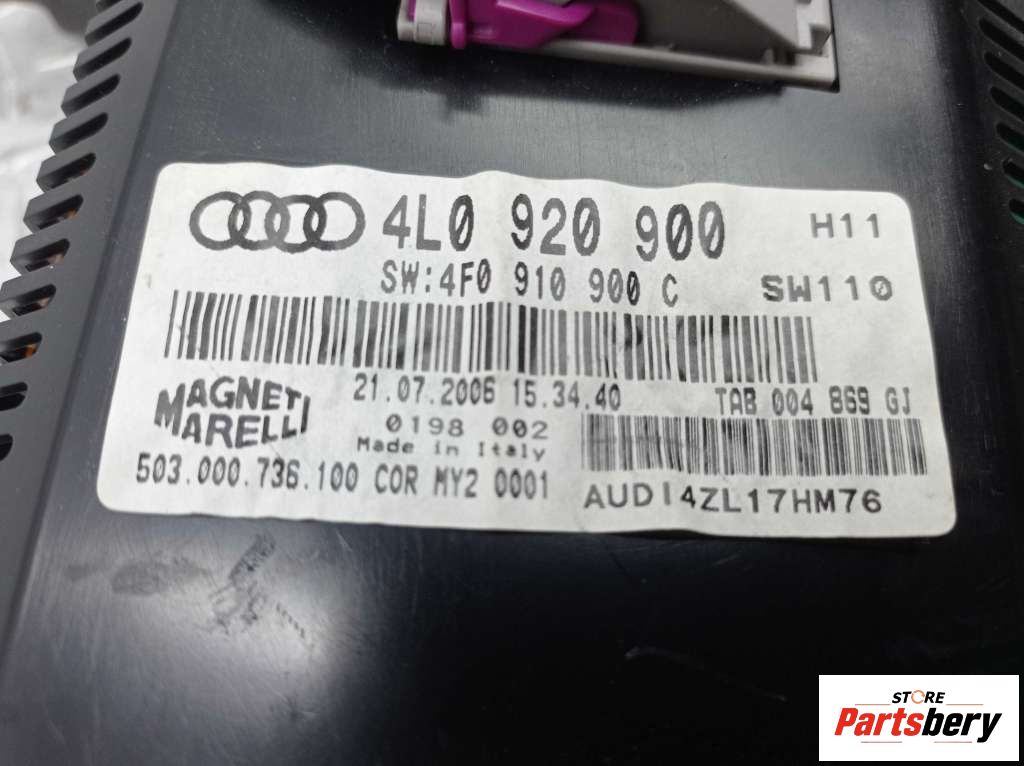 4L0 920 900 H11
SW:4F0 910 900 C SW110
MAGNETI MARELLI
21.07.2006 15.34.40 TAB 004 869 GJ
0198 002
Made in Italy
503.000.736.100 COR MY2 0001
AUDI4ZL17HM76
STORE
Partsbery